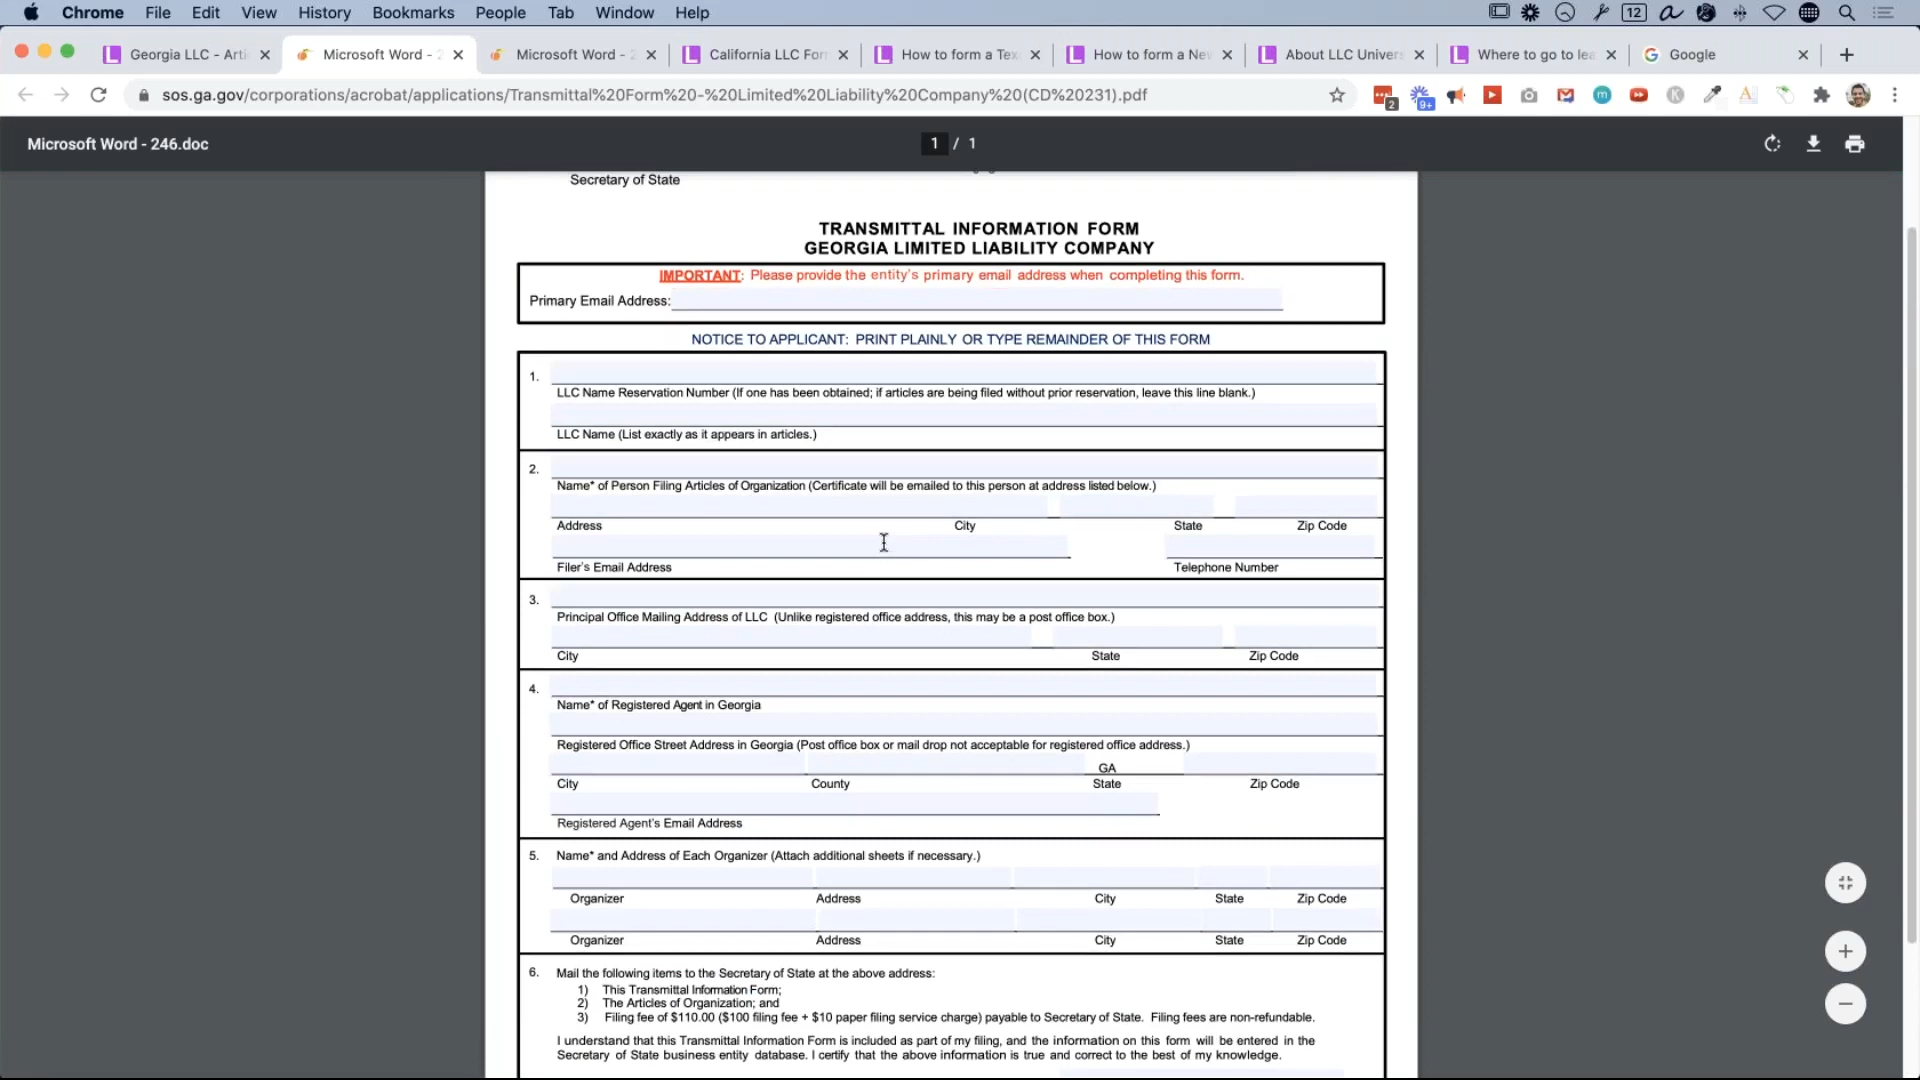 Chrome File Edit View History Bookmarks People Tab Window Help 12
Georgia LLC - Arti Microsoft Word - 2 Microsoft Word - 2 California LLC For How to form a Tex How to form a Ne About LLC Univers Where to go to lea Google
sos.ga.gov/corporations/acrobat/applications/Transmittal%20Form%20-%20Limited%20Liability%20Company%20(CD%20231).pdf 2 9+
Microsoft Word - 246.doc 1 / 1
Secretary of State
TRANSMITTAL INFORMATION FORM
GEORGIA LIMITED LIABILITY COMPANY
IMPORTANT: Please provide the entity's primary email address when completing this form.
Primary Email Address:
NOTICE TO APPLICANT: PRINT PLAINLY OR TYPE REMAINDER OF THIS FORM
1.
LLC Name Reservation Number (If one has been obtained; if articles are being filed without prior reservation, leave this line blank.)
LLC Name (List exactly as it appears in articles.)
2.
Name* of Person Filing Articles of Organization (Certificate will be emailed to this person at address listed below.)
Address City State Zip Code
Filer's Email Address Telephone Number
3.
Principal Office Mailing Address of LLC (Unlike registered office address, this may be a post office box.)
City State Zip Code
4.
Name* of Registered Agent in Georgia
Registered Office Street Address in Georgia (Post office box or mail drop not acceptable for registered office address.)
GA
City County State Zip Code
Registered Agent's Email Address
5. Name* and Address of Each Organizer (Attach additional sheets if necessary.)
Organizer Address City State Zip Code
Organizer Address City State Zip Code
6. Mail the following items to the Secretary of State at the above address:
1) This Transmittal Information Form;
2) The Articles of Organization; and
3) Filing fee of $110.00 ($100 filing fee + $10 paper filing service charge) payable to Secretary of State. Filing fees are non-refundable.
I understand that this Transmittal Information Form is included as part of my filing, and the information on this form will be entered in the
Secretary of State business entity database. I certify that the above information is true and correct to the best of my knowledge.